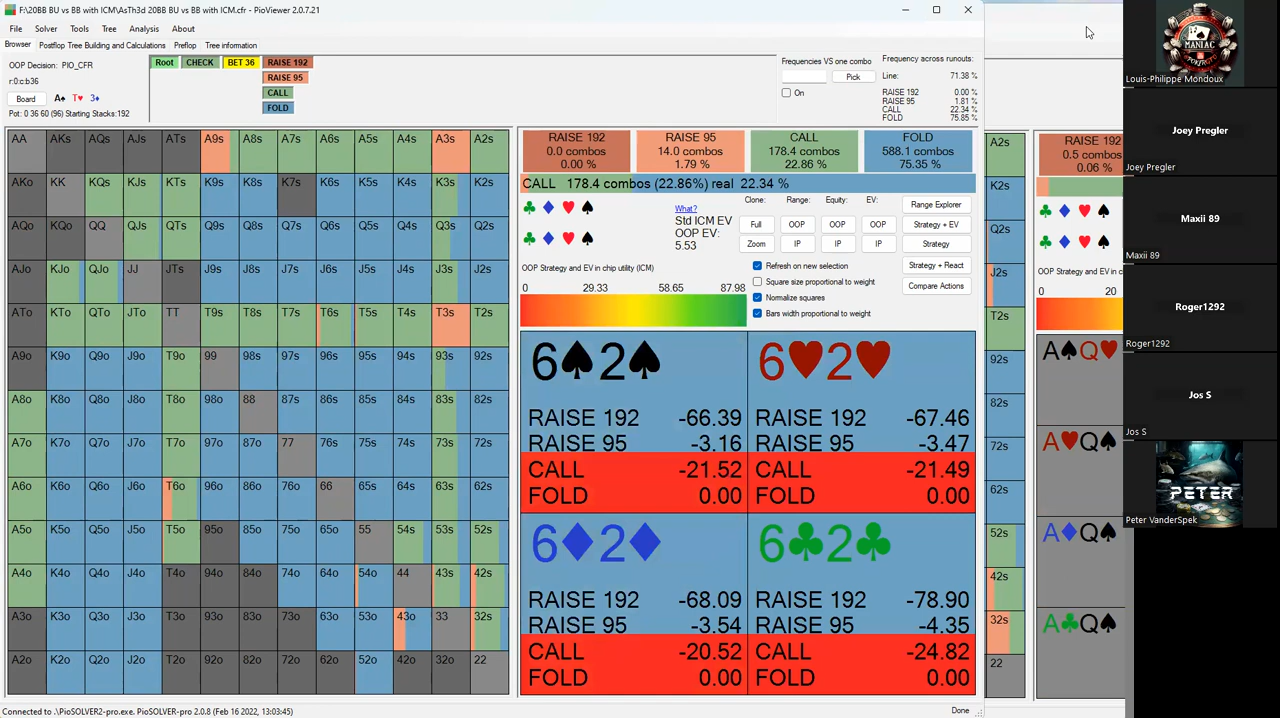 F:\20BB BU vs BB with ICM\AsTh3d 20BB BU vs BB with ICM.cfr - PioViewer 2.0.7.21
File Solver Tools Tree Analysis About
Browser Postflop Tree Building and Calculations Preflop Tree information
OOP Decision: PIO_CFR
r:0:c:b36
Board A♠ T♥ 3♦
Pot: 0 36 60 (96) Starting Stacks:192
Root CHECK BET 36 RAISE 192
RAISE 95
CALL
FOLD
Frequencies VS one combo
Pick
On
Frequency across runouts:
Line: 71.38 %
RAISE 192 0.00 %
RAISE 95 1.81 %
CALL 22.34 %
FOLD 75.85 %
AA AKs AQs AJs ATs A9s A8s A7s A6s A5s A4s A3s A2s
AKo KK KQs KJs KTs K9s K8s K7s K6s K5s K4s K3s K2s
AQo KQo QQ QJs QTs Q9s Q8s Q7s Q6s Q5s Q4s Q3s Q2s
AJo KJo QJo JJ JTs J9s J8s J7s J6s J5s J4s J3s J2s
ATo KTo QTo JTo TT T9s T8s T7s T6s T5s T4s T3s T2s
A9o K9o Q9o J9o T9o 99 98s 97s 96s 95s 94s 93s 92s
A8o K8o Q8o J8o T8o 98o 88 87s 86s 85s 84s 83s 82s
A7o K7o Q7o J7o T7o 97o 87o 77 76s 75s 74s 73s 72s
A6o K6o Q6o J6o T6o 96o 86o 76o 66 65s 64s 63s 62s
A5o K5o Q5o J5o T5o 95o 85o 75o 65o 55 54s 53s 52s
A4o K4o Q4o J4o T4o 94o 84o 74o 64o 54o 44 43s 42s
A3o K3o Q3o J3o T3o 93o 83o 73o 63o 53o 43o 33 32s
A2o K2o Q2o J2o T2o 92o 82o 72o 62o 52o 42o 32o 22
RAISE 192 RAISE 95 CALL FOLD
0.0 combos 14.0 combos 178.4 combos 588.1 combos
0.00 % 1.79 % 22.86 % 75.35 %
CALL 178.4 combos (22.86%) real 22.34 %
♣ ♦ ♥ ♠
♣ ♦ ♥ ♠
What?
Std ICM EV
OOP EV:
5.53
Clone: Range: Equity: EV:
Full OOP OOP OOP
Zoom IP IP IP
Range Explorer
Strategy + EV
Strategy
Strategy + React
Compare Actions
Refresh on new selection
Square size proportional to weight
Normalize squares
Bars width proportional to weight
OOP Strategy and EV in chip utility (ICM)
0 29.33 58.65 87.98
6♠2♠
RAISE 192 -66.39
RAISE 95 -3.16
CALL -21.52
FOLD 0.00
6♥2♥
RAISE 192 -67.46
RAISE 95 -3.47
CALL -21.49
FOLD 0.00
6♦2♦
RAISE 192 -68.09
RAISE 95 -3.54
CALL -20.52
FOLD 0.00
6♣2♣
RAISE 192 -78.90
RAISE 95 -4.35
CALL -24.82
FOLD 0.00
A2s
K2s
Q2s
J2s
T2s
92s
82s
72s
62s
52s
42s
32s
22
RAISE 192
0.5 combos
0.06 %
♣ ♦ ♥ ♠
♣ ♦ ♥ ♠
OOP Strategy and EV in chip
0 20
A♠Q♥
A♥Q♠
A♦Q♠
A♣Q♠
MANIAC
Louis-Philippe Mondoux
Joey Pregler
Joey Pregler
Maxii 89
Maxii 89
Roger1292
Roger1292
Jos S
Jos S
PETER
Peter VanderSpek
Connected to .\PioSOLVER2-pro.exe. PioSOLVER-pro 2.0.8 (Feb 16 2022, 13:03:45)
Done